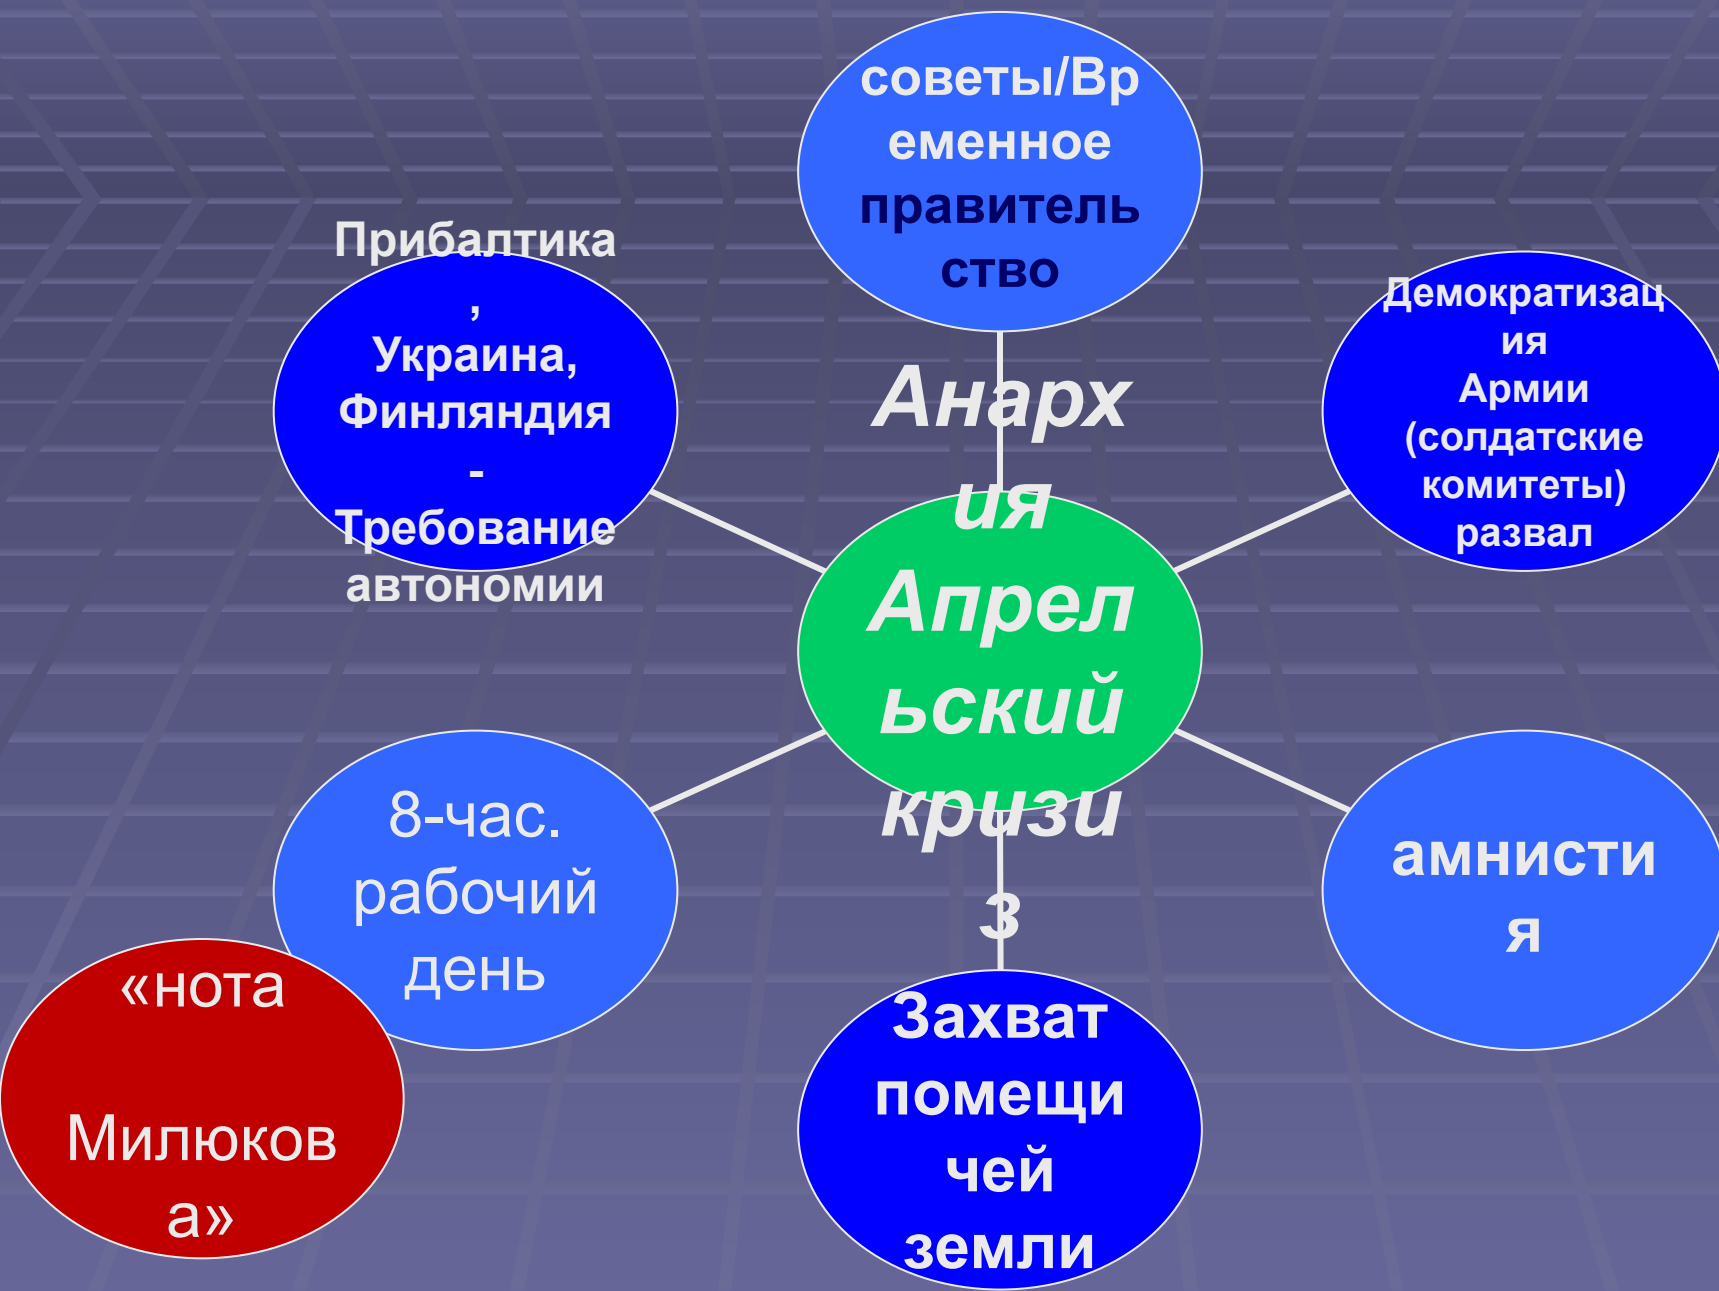 советы/Вр
еменное
правитель
ство
Прибалтика
,
Украина,
Финляндия
-
Требование
автономии
Демократизац
ия
Армии
(солдатские
комитеты)
развал
Анарх
ия
Апрел
ьский
кризи
з
8-час.
рабочий
день
амнисти
я
«нота
Милюков
а»
Захват
помещи
чей
земли